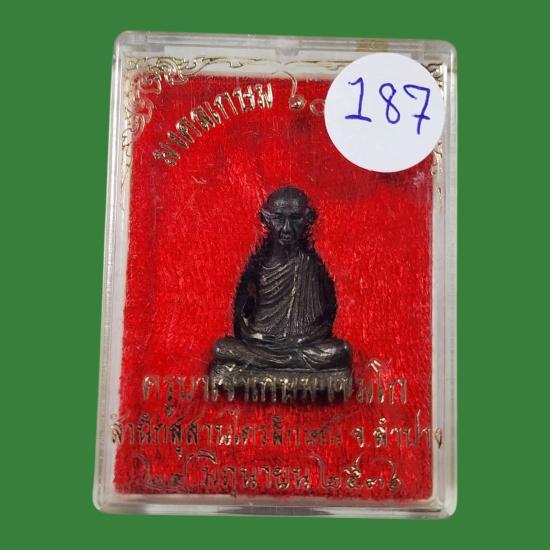 มงคลเกษม ๖๐
187
ครูบาเจ้าเกษม เขมโก
สำนักสุสานไตรลักษณ์ จ.ลำปาง
๒๘ มิถุนายน ๒๕๓๖